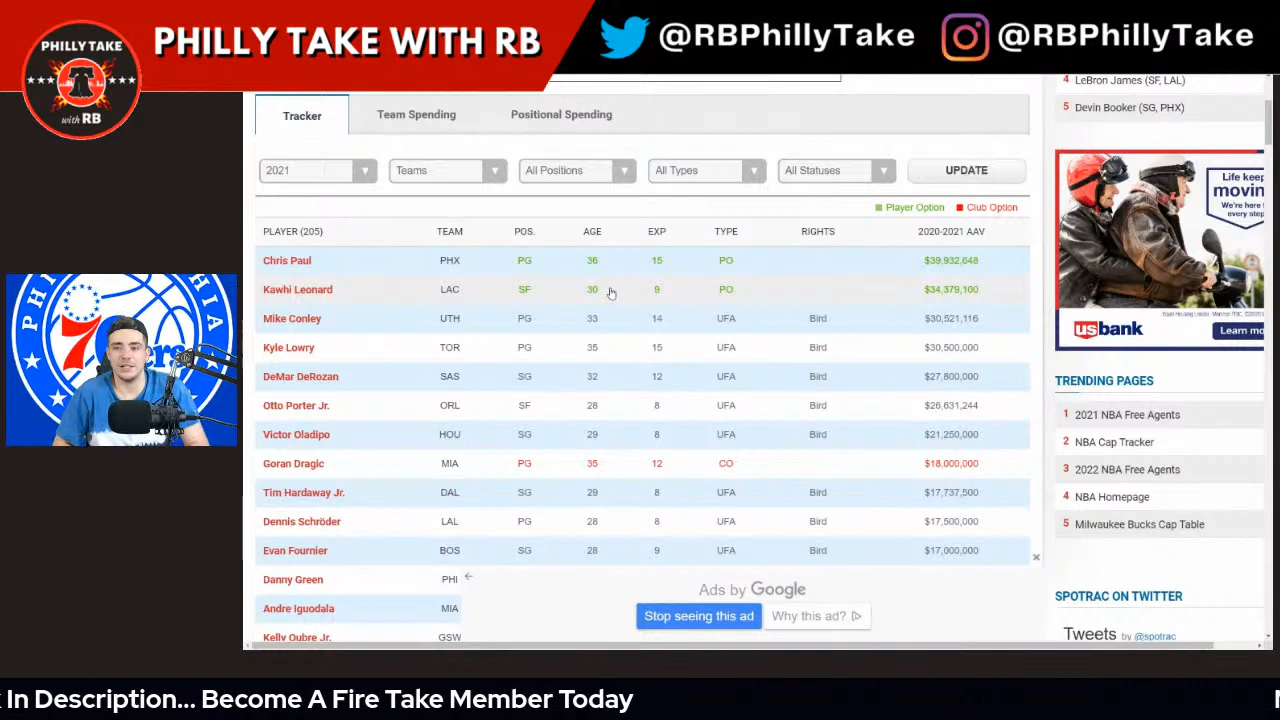 PHILLY TAKE
with RB
PHILLY TAKE WITH RB
@RBPhillyTake
@RBPhillyTake
4 LeBron James (SF, LAL)
5 Devin Booker (SG, PHX)
Tracker Team Spending Positional Spending
2021 Teams All Positions All Types All Statuses UPDATE
Player Option Club Option
PLAYER (205) TEAM POS. AGE EXP TYPE RIGHTS 2020-2021 AAV
Chris Paul PHX PG 36 15 PO $39,932,648
Kawhi Leonard LAC SF 30 9 PO $34,379,100
Mike Conley UTH PG 33 14 UFA Bird $30,521,116
Kyle Lowry TOR PG 35 15 UFA Bird $30,500,000
DeMar DeRozan SAS SG 32 12 UFA Bird $27,800,000
Otto Porter Jr. ORL SF 28 8 UFA Bird $26,631,244
Victor Oladipo HOU SG 29 8 UFA Bird $21,250,000
Goran Dragic MIA PG 35 12 CO $18,000,000
Tim Hardaway Jr. DAL SG 29 8 UFA Bird $17,737,500
Dennis Schröder LAL PG 28 8 UFA Bird $17,500,000
Evan Fournier BOS SG 28 9 UFA Bird $17,000,000
Danny Green PHI
Andre Iguodala MIA
Kelly Oubre Jr. GSW
Ads by Google
Stop seeing this ad Why this ad?
Life keep
movin
We're here
every step
usbank
Learn mo
TRENDING PAGES
1 2021 NBA Free Agents
2 NBA Cap Tracker
3 2022 NBA Free Agents
4 NBA Homepage
5 Milwaukee Bucks Cap Table
SPOTRAC ON TWITTER
Tweets by @spotrac
In Description... Become A Fire Take Member Today